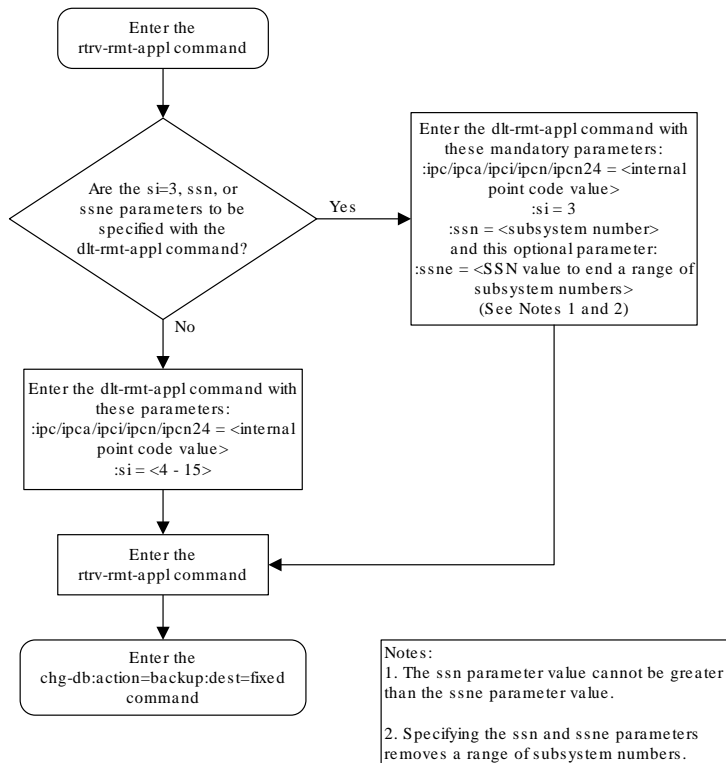 Enter the
rtrv-rmt-appl command
Are the si=3, ssn, or
ssne parameters to be
specified with the
dlt-rmt-appl command?
Yes
Enter the dlt-rmt-appl command with
these mandatory parameters:
:ipc/ipca/ipci/ipcn/ipcn24 = <internal
point code value>
:si = 3
:ssn = <subsystem number>
and this optional parameter:
:ssne = <SSN value to end a range of
subsystem numbers>
(See Notes 1 and 2)
No
Enter the dlt-rmt-appl command with
these parameters:
:ipc/ipca/ipci/ipcn/ipcn24 = <internal
point code value>
:si = <4 - 15>
Enter the
rtrv-rmt-appl command
Enter the
chg-db:action=backup:dest=fixed
command
Notes:
1. The ssn parameter value cannot be greater
than the ssne parameter value.
2. Specifying the ssn and ssne parameters
removes a range of subsystem numbers.